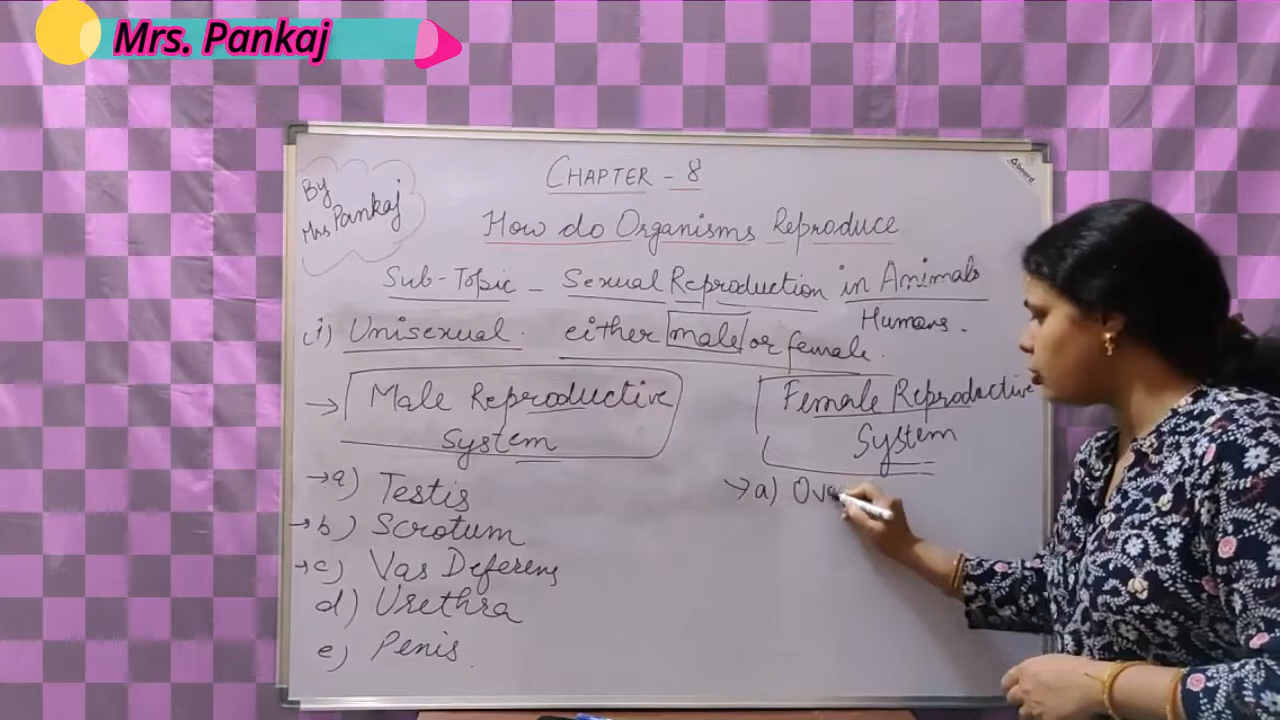 Mrs. Pankaj
By
Mrs Pankaj
CHAPTER - 8
How do Organisms Reproduce
Sub-Topic - Sexual Reproduction in Animals
Humans.
(i) Unisexual. either male or female.
→ Male Reproductive
System
→a) Testis
→b) Scrotum
→c) Vas Deferens
d) Urethra
e) Penis.
Female Reproductive
System
→a) Ova